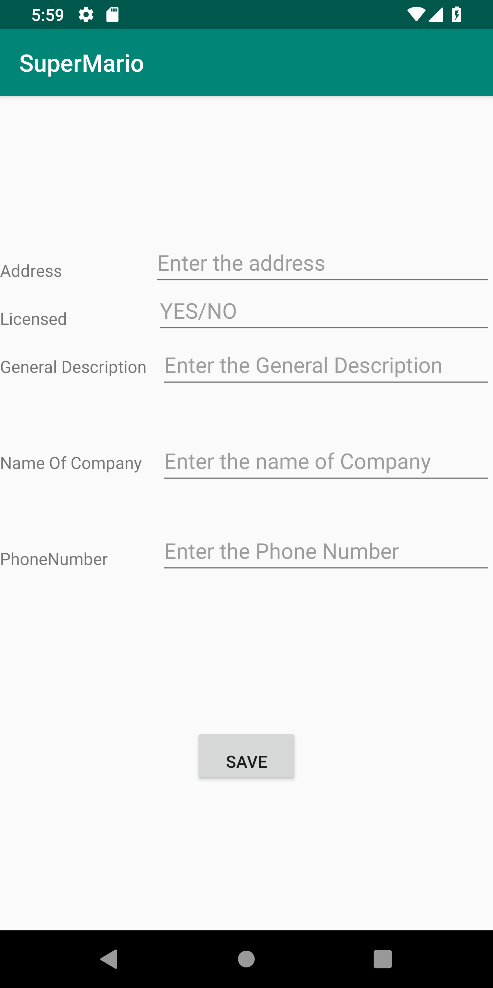 5:59
SuperMario
Address Enter the address
Licensed YES/NO
General Description Enter the General Description
Name Of Company Enter the name of Company
PhoneNumber Enter the Phone Number
SAVE